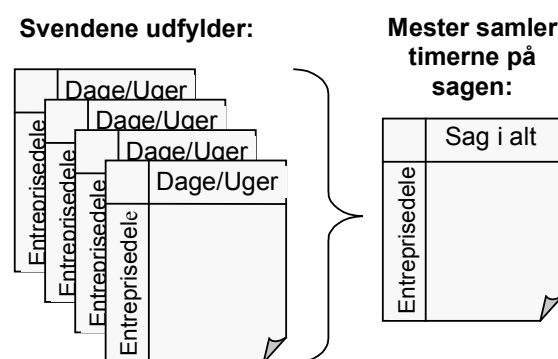 Svendene udfylder:
Dage/Uger
Entreprisedele
Dage/Uger
Entreprisedele
Dage/Uger
Entreprisedele
Dage/Uger
Entreprisedele
Mester samler
timerne på
sagen:
Sag i alt
Entreprisedele